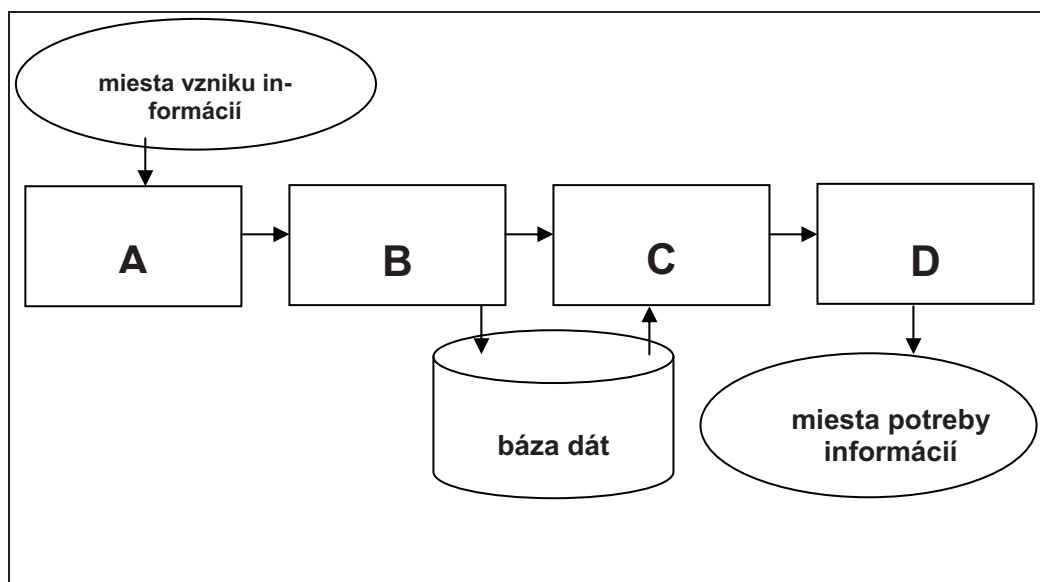 miesta vzniku in-
formácií
A
B
C
D
báza dát
miesta potreby
informácií